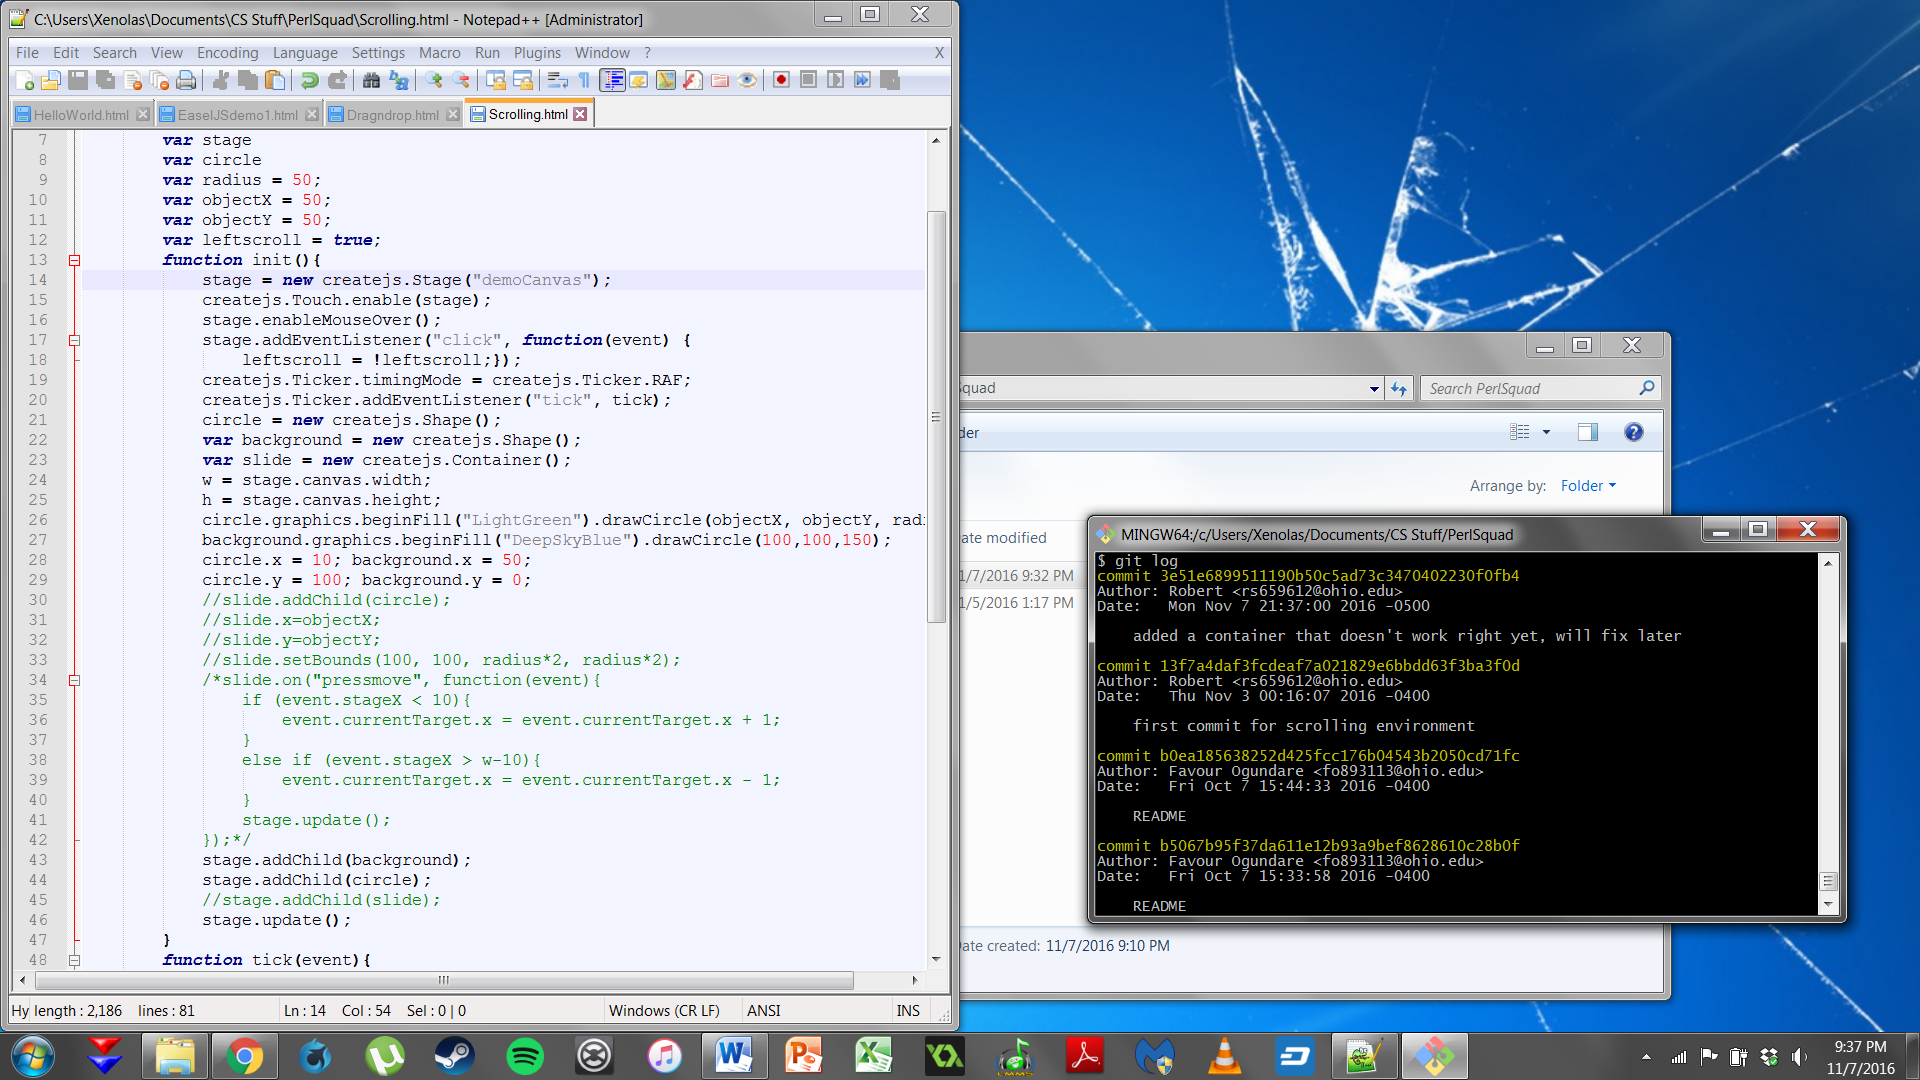 C:\Users\Xenolas\Documents\CS Stuff\PerlSquad\Scrolling.html - Notepad++ [Administrator]
File Edit Search View Encoding Language Settings Macro Run Plugins Window ? X
HelloWorld.html EaselJSdemo1.html Dragndrop.html Scrolling.html
7 var stage
8 var circle
9 var radius = 50;
10 var objectX = 50;
11 var objectY = 50;
12 var leftscroll = true;
13 function init(){
14 stage = new createjs.Stage("demoCanvas");
15 createjs.Touch.enable(stage);
16 stage.enableMouseOver();
17 stage.addEventListener("click", function(event) {
18 leftscroll = !leftscroll;});
19 createjs.Ticker.timingMode = createjs.Ticker.RAF;
20 createjs.Ticker.addEventListener("tick", tick);
21 circle = new createjs.Shape();
22 var background = new createjs.Shape();
23 var slide = new createjs.Container();
24 w = stage.canvas.width;
25 h = stage.canvas.height;
26 circle.graphics.beginFill("LightGreen").drawCircle(objectX, objectY, radi
27 background.graphics.beginFill("DeepSkyBlue").drawCircle(100,100,150);
28 circle.x = 10; background.x = 50;
29 circle.y = 100; background.y = 0;
30 //slide.addChild(circle);
31 //slide.x=objectX;
32 //slide.y=objectY;
33 //slide.setBounds(100, 100, radius*2, radius*2);
34 /*slide.on("pressmove", function(event){
35 if (event.stageX < 10){
36 event.currentTarget.x = event.currentTarget.x + 1;
37 }
38 else if (event.stageX > w-10){
39 event.currentTarget.x = event.currentTarget.x - 1;
40 }
41 stage.update();
42 });*/
43 stage.addChild(background);
44 stage.addChild(circle);
45 //stage.addChild(slide);
46 stage.update();
47 }
48 function tick(event){
Hy length : 2,186 lines : 81 Ln : 14 Col : 54 Sel : 0 | 0 Windows (CR LF) ANSI INS
Squad Search PerlSquad
der
Arrange by: Folder
ate modified
1/7/2016 9:32 PM
1/5/2016 1:17 PM
ate created: 11/7/2016 9:10 PM
MINGW64:/c/Users/Xenolas/Documents/CS Stuff/PerlSquad
$ git log
commit 3e51e6899511190b50c5ad73c3470402230f0fb4
Author: Robert <rs659612@ohio.edu>
Date: Mon Nov 7 21:37:00 2016 -0500
added a container that doesn't work right yet, will fix later
commit 13f7a4daf3fcdeaf7a021829e6bbdd63f3ba3f0d
Author: Robert <rs659612@ohio.edu>
Date: Thu Nov 3 00:16:07 2016 -0400
first commit for scrolling environment
commit b0ea185638252d425fcc176b04543b2050cd71fc
Author: Favour Ogundare <fo893113@ohio.edu>
Date: Fri Oct 7 15:44:33 2016 -0400
README
commit b5067b95f37da611e12b93a9bef8628610c28b0f
Author: Favour Ogundare <fo893113@ohio.edu>
Date: Fri Oct 7 15:33:58 2016 -0400
README
9:37 PM
11/7/2016